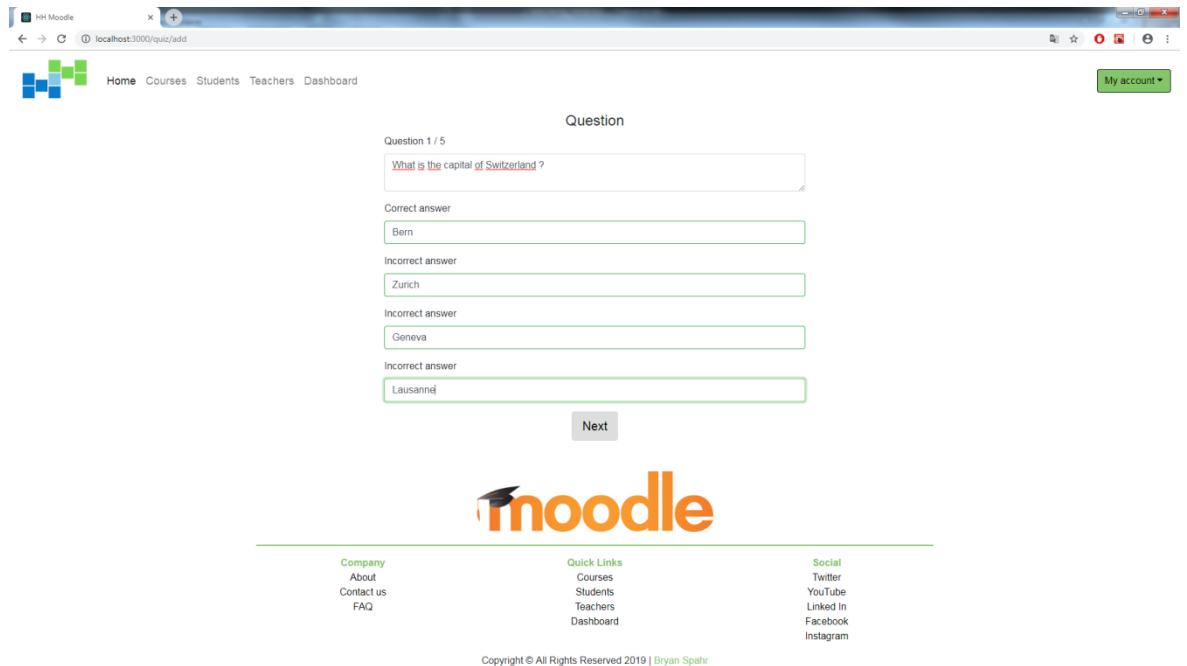 HH Moodle
localhost:3000/quiz/add
Home Courses Students Teachers Dashboard
My account
Question
Question 1 / 5
What is the capital of Switzerland ?
Correct answer
Bern
Incorrect answer
Zurich
Incorrect answer
Geneva
Incorrect answer
Lausanne
Next
moodle
Company
About
Contact us
FAQ
Quick Links
Courses
Students
Teachers
Dashboard
Social
Twitter
YouTube
Linked In
Facebook
Instagram
Copyright © All Rights Reserved 2019 | Bryan Spahr